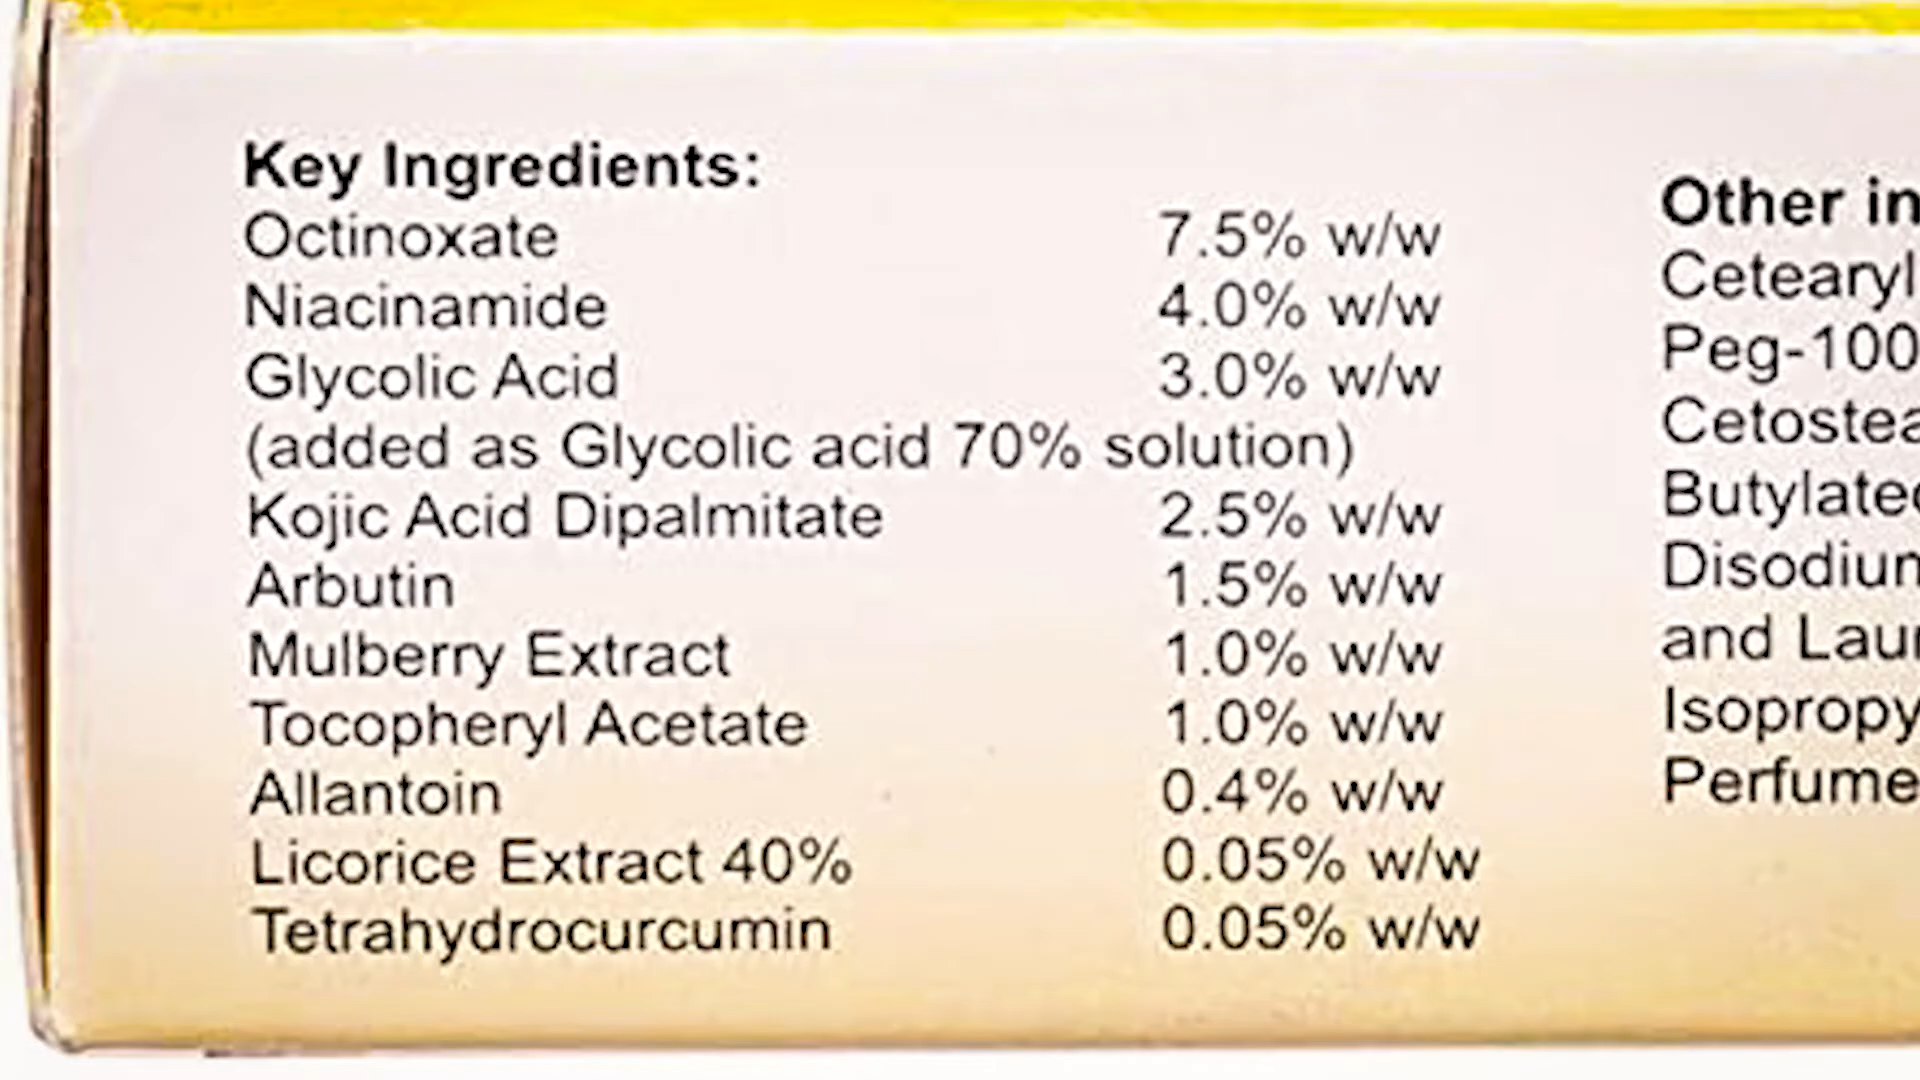 Key Ingredients:
Octinoxate 7.5% w/w
Niacinamide 4.0% w/w
Glycolic Acid 3.0% w/w
(added as Glycolic acid 70% solution)
Kojic Acid Dipalmitate 2.5% w/w
Arbutin 1.5% w/w
Mulberry Extract 1.0% w/w
Tocopheryl Acetate 1.0% w/w
Allantoin 0.4% w/w
Licorice Extract 40% 0.05% w/w
Tetrahydrocurcumin 0.05% w/w
Other
Cetearyl
Peg-100
Perfume